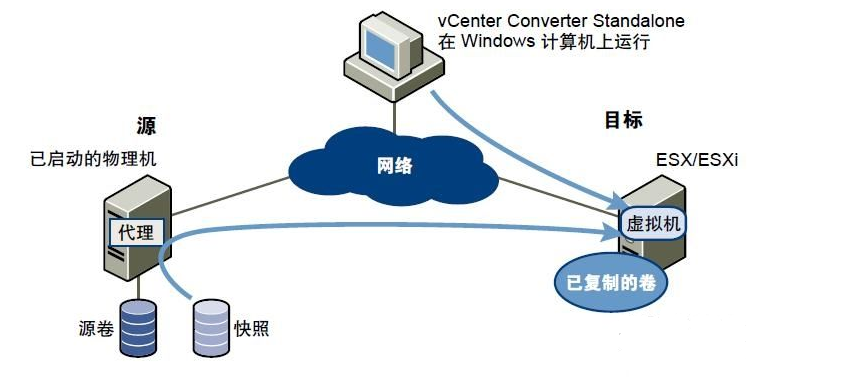 vCenter Converter Standalone
在 Windows 计算机上运行
源
目标
已启动的物理机
网络
ESX/ESXi
代理
虚拟机
已复制的卷
源卷
快照